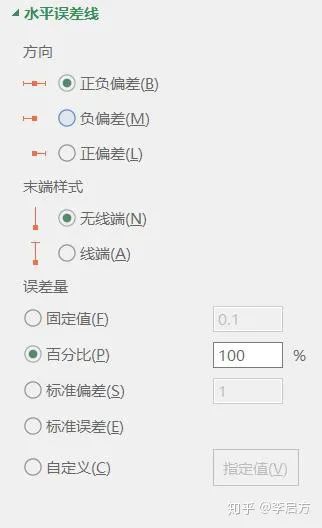 水平误差线
方向
正负偏差(B)
负偏差(M)
正偏差(L)
末端样式
无线端(N)
线端(A)
误差量
固定值(F) 0.1
百分比(P) 100 %
标准偏差(S) 1
标准误差(E)
自定义(C) 指定值(V)
知乎 @李启方